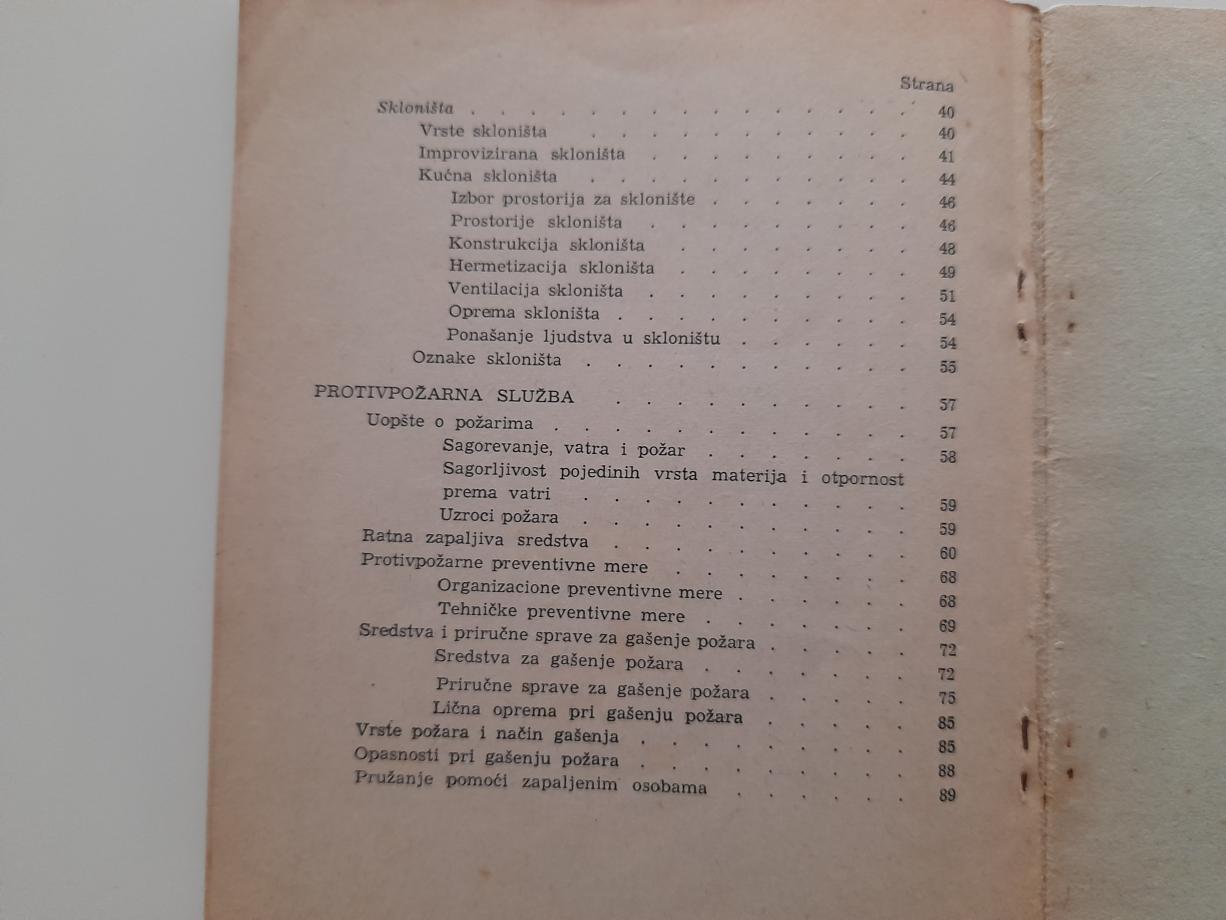 Strana
Skloništa . . . . . . . . . . . . . . . 40
Vrste skloništa . . . . . . . . . . . 40
Improvizirana skloništa . . . . . . . . . 41
Kućna skloništa . . . . . . . . . . . 44
Izbor prostorija za sklonište . . . . . . . 46
Prostorije skloništa . . . . . . . . . 46
Konstrukcija skloništa . . . . . . . . 48
Hermetizacija skloništa . . . . . . . . 49
Ventilacija skloništa . . . . . . . . . 51
Oprema skloništa . . . . . . . . . . 54
Ponašanje ljudstva u skloništu . . . . . . 54
Oznake skloništa . . . . . . . . . . . 55
PROTIVPOŽARNA SLUŽBA . . . . . . . . . . 57
Uopšte o požarima . . . . . . . . . . . . 57
Sagorevanje, vatra i požar . . . . . . . 58
Sagorljivost pojedinih vrsta materija i otpornost
prema vatri . . . . . . . . . . . 59
Uzroci požara . . . . . . . . . . . 59
Ratna zapaljiva sredstva . . . . . . . . . . 60
Protivpožarne preventivne mere . . . . . . . . 68
Organizacione preventivne mere . . . . . . 68
Tehničke preventivne mere . . . . . . . 69
Sredstva i priručne sprave za gašenje požara . . . . . 72
Sredstva za gašenje požara . . . . . . . 72
Priručne sprave za gašenje požara . . . . . 75
Lična oprema pri gašenju požara . . . . . 85
Vrste požara i način gašenja . . . . . . . . . 85
Opasnosti pri gašenju požara . . . . . . . . . 88
Pružanje pomoći zapaljenim osobama . . . . . . 89